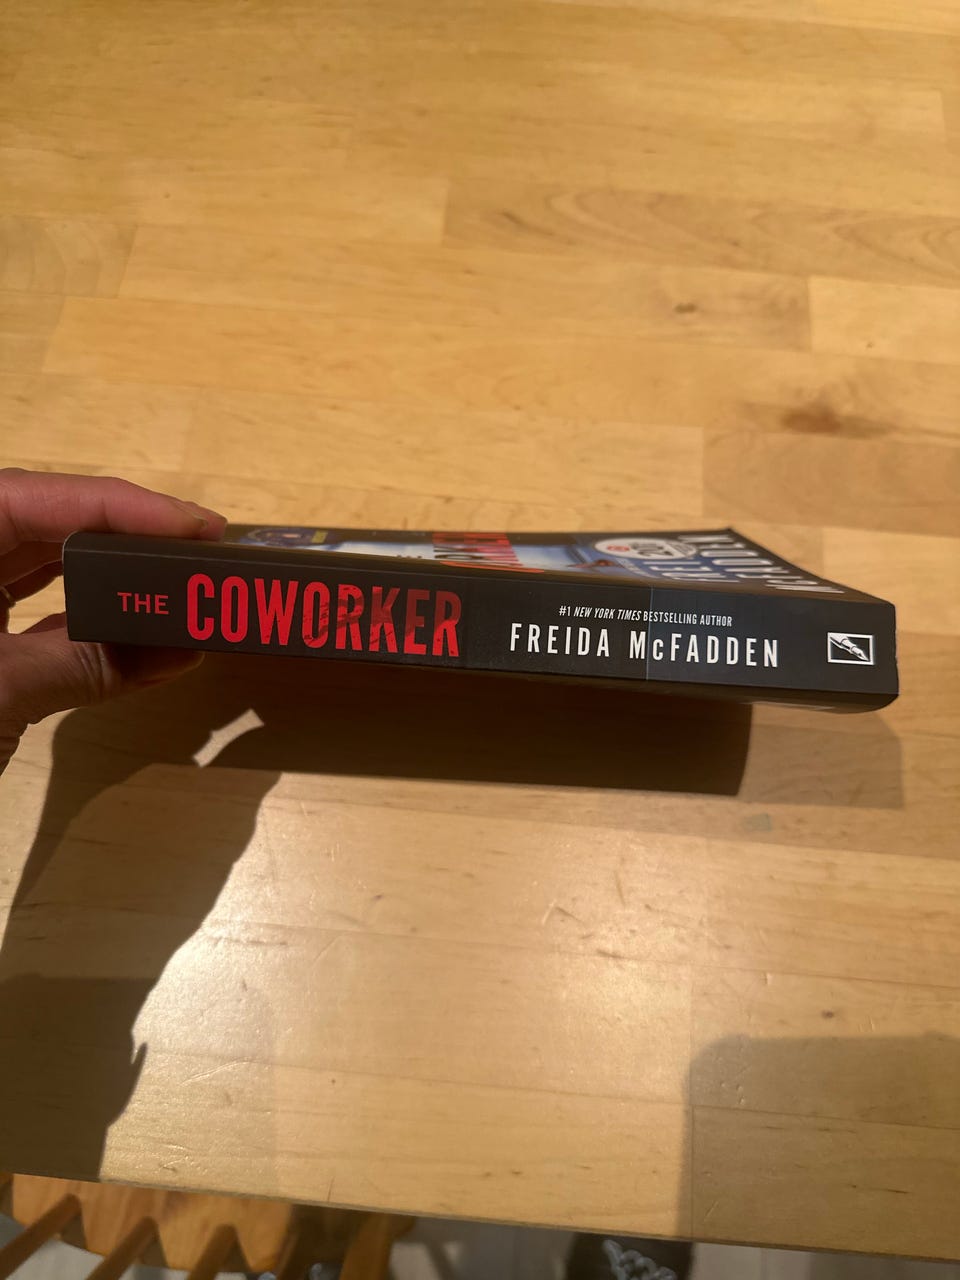 THE COWORKER
#1 NEW YORK TIMES BESTSELLING AUTHOR
FREIDA McFADDEN